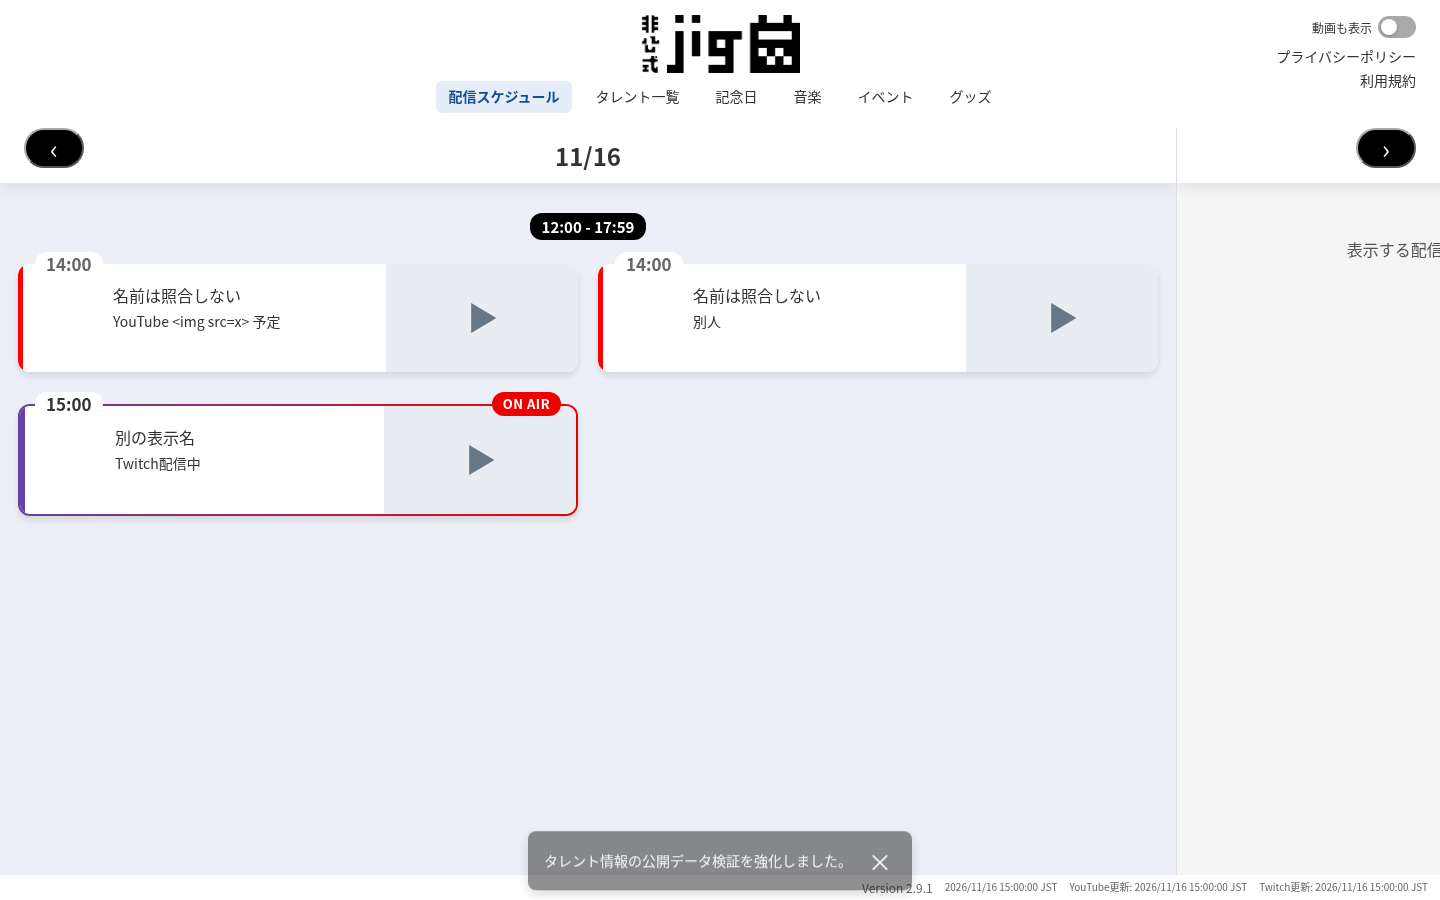 非公式
jig
動画も表示
プライバシーポリシー
利用規約
配信スケジュール タレント一覧 記念日 音楽 イベント グッズ
‹ 11/16 ›
12:00 - 17:59
表示する配信
14:00
名前は照合しない
YouTube <img src=x> 予定
14:00
名前は照合しない
別人
15:00
ON AIR
別の表示名
Twitch配信中
タレント情報の公開データ検証を強化しました。
Version 2.9.1 2026/11/16 15:00:00 JST YouTube更新: 2026/11/16 15:00:00 JST Twitch更新: 2026/11/16 15:00:00 JST